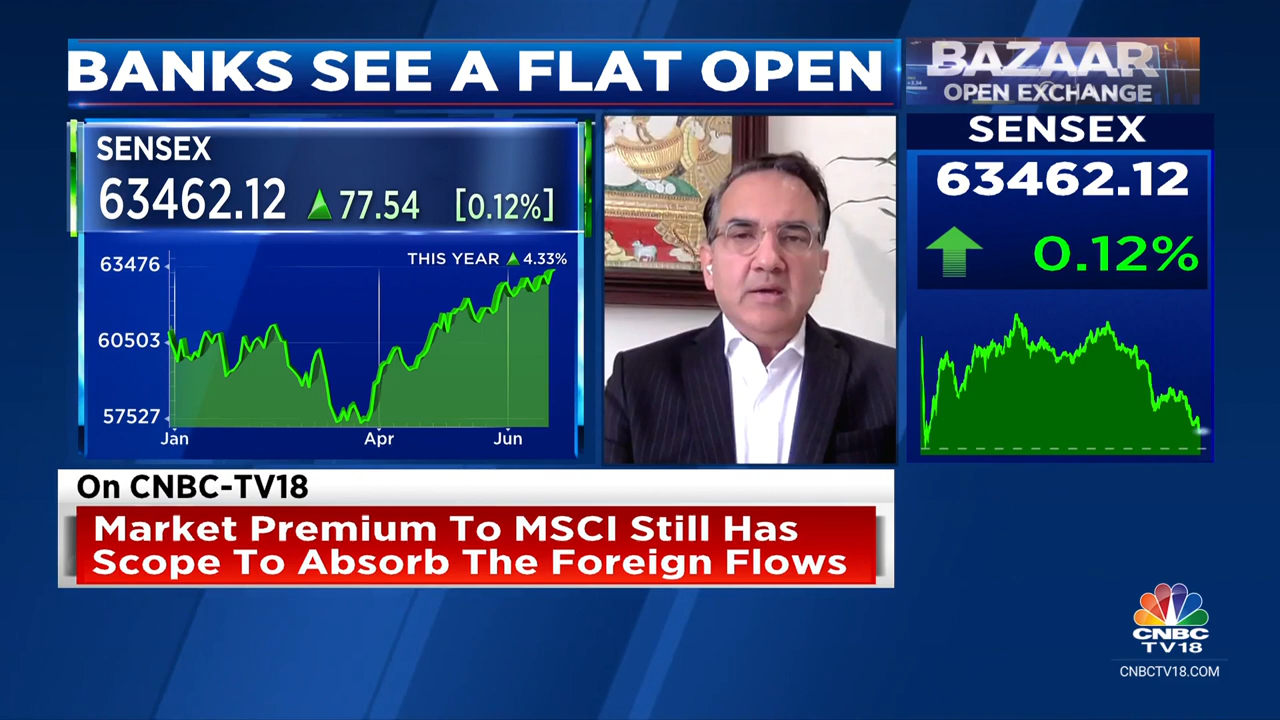 BANKS SEE A FLAT OPEN
BAZAAR
OPEN EXCHANGE
SENSEX
63462.12 ▲ 77.54 [0.12%]
THIS YEAR ▲ 4.33%
63476
60503
57527
Jan Apr Jun
SENSEX
63462.12
0.12%
On CNBC-TV18
Market Premium To MSCI Still Has
Scope To Absorb The Foreign Flows
CNBC
TV18
CNBCTV18.COM